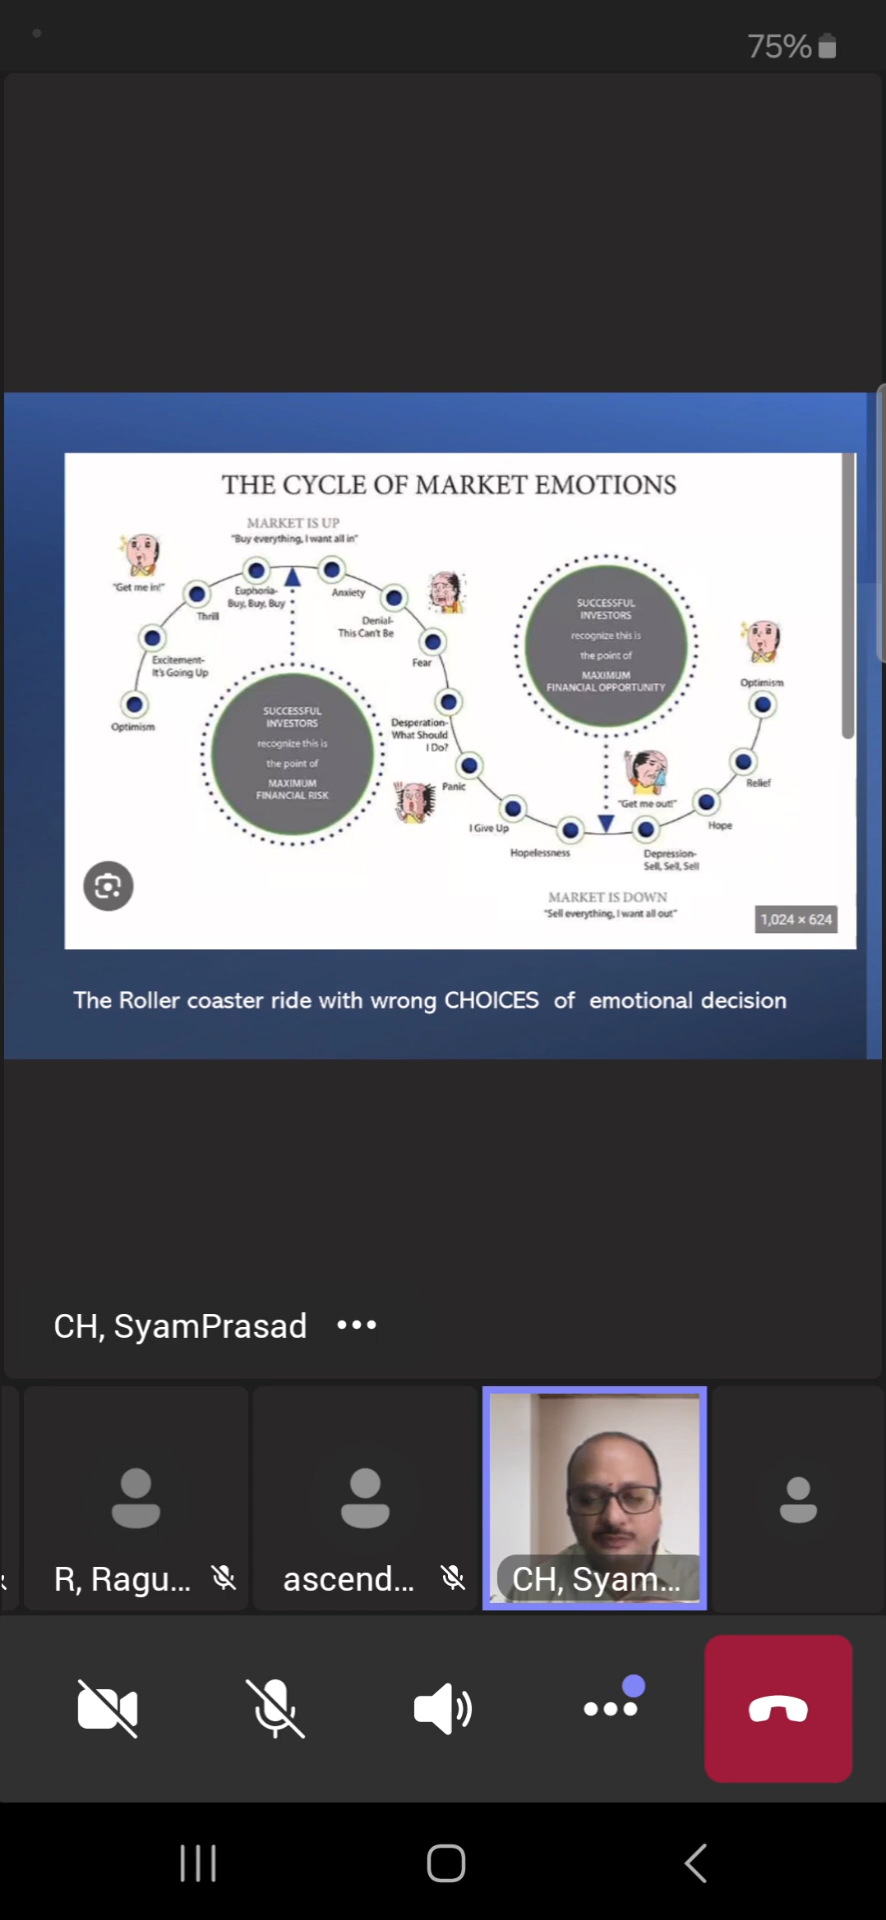 75%
THE CYCLE OF MARKET EMOTIONS
MARKET IS UP
"Buy everything, I want all in"
"Get me in!"
Euphoria-
Buy, Buy, Buy
Anxiety
Thrill
Denial-
This Can't Be
Excitement-
It's Going Up
Fear
Optimism
SUCCESSFUL
INVESTORS
recognize this is
the point of
MAXIMUM
FINANCIAL RISK
Desperation-
What Should
I Do?
Panic
I Give Up
Hopelessness
SUCCESSFUL
INVESTORS
recognize this is
the point of
MAXIMUM
FINANCIAL OPPORTUNITY
Optimism
Relief
"Get me out!"
Hope
Depression-
Sell, Sell, Sell
MARKET IS DOWN
"Sell everything, I want all out"
1,024 × 624
The Roller coaster ride with wrong CHOICES of emotional decision
CH, SyamPrasad
R, Ragu...
ascend...
CH, Syam...